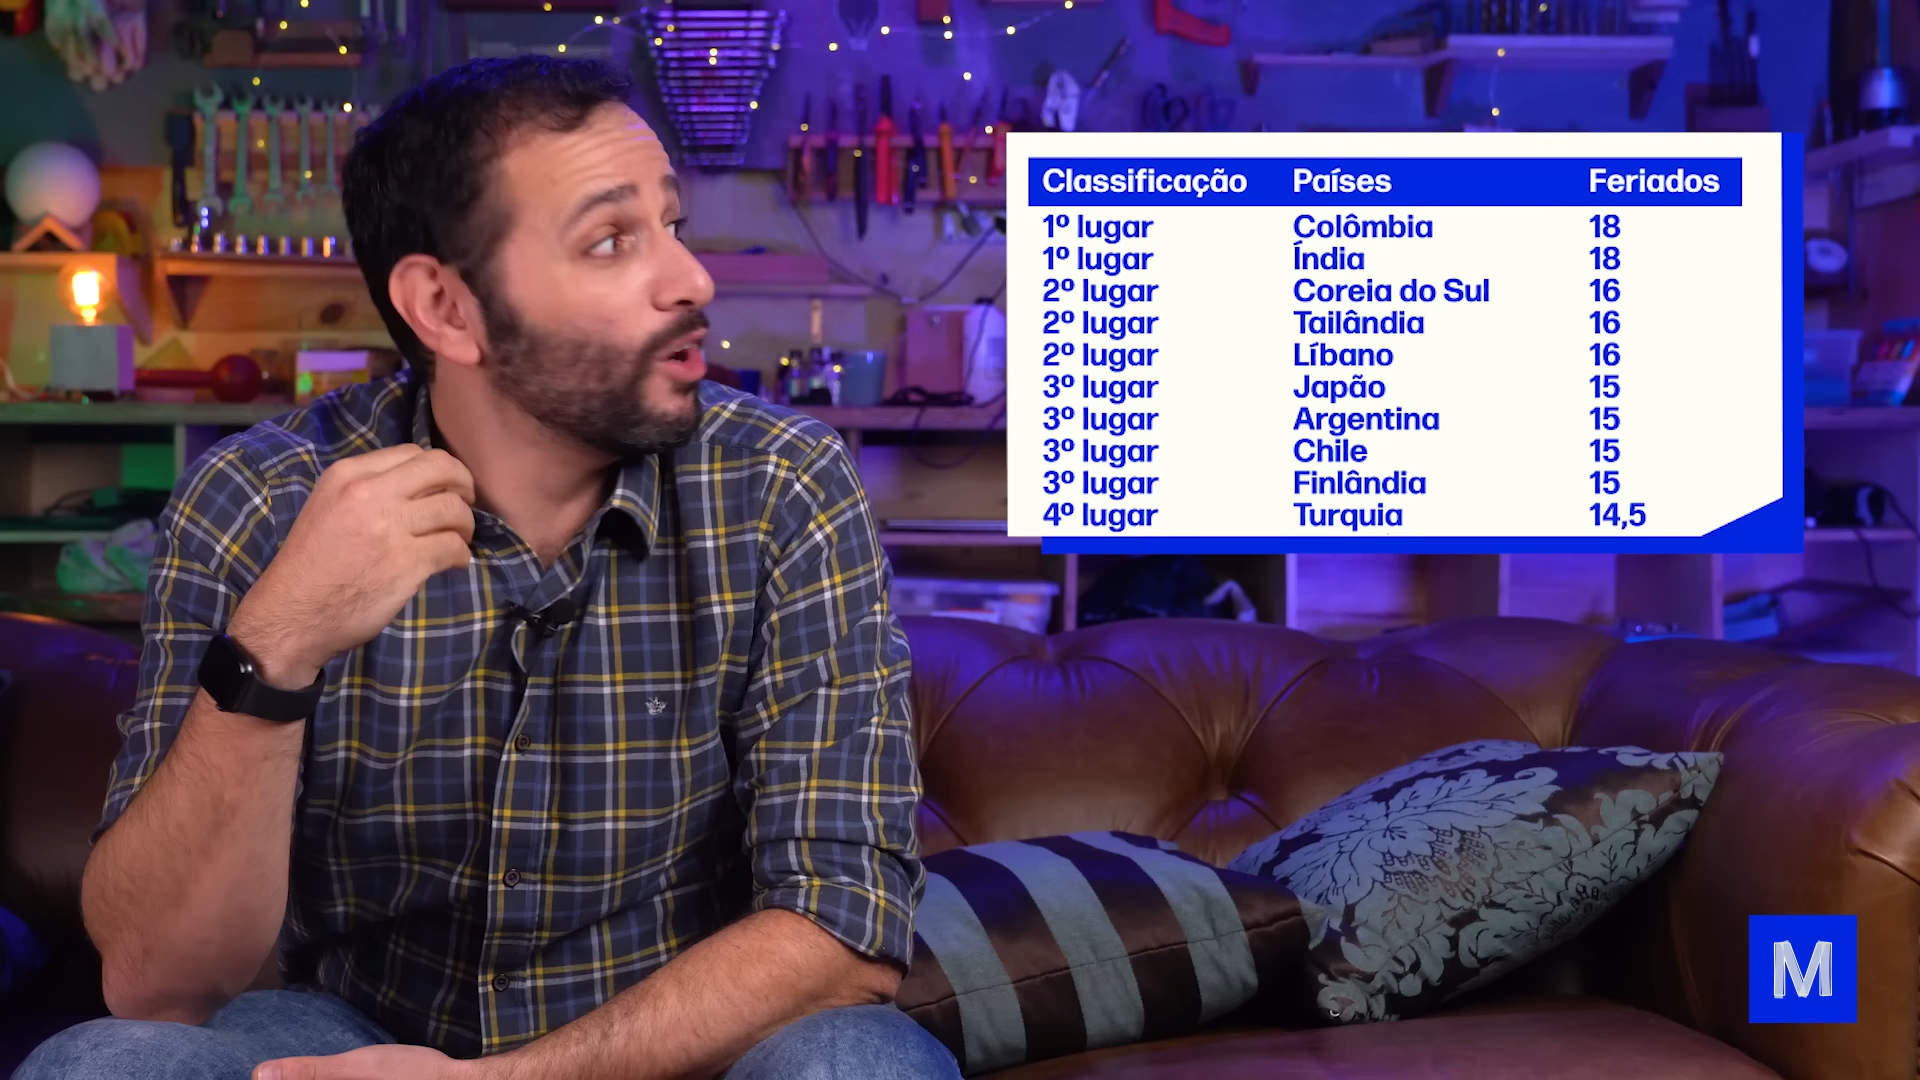 Classificação Países Feriados
1º lugar Colômbia 18
1º lugar Índia 18
2º lugar Coreia do Sul 16
2º lugar Tailândia 16
2º lugar Líbano 16
3º lugar Japão 15
3º lugar Argentina 15
3º lugar Chile 15
3º lugar Finlândia 15
4º lugar Turquia 14,5
M